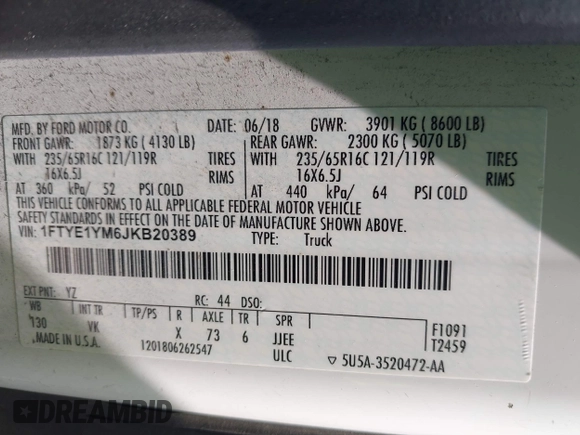 MFD. BY FORD MOTOR CO.
DATE: 06/18 GVWR: 3901 KG ( 8600 LB)
FRONT GAWR: 1873 KG ( 4130 LB)
REAR GAWR: 2300 KG ( 5070 LB)
WITH 235/65R16C 121/119R TIRES
WITH 235/65R16C 121/119R TIRES
16X6.5J RIMS
16X6.5J RIMS
AT 360 kPa/ 52 PSI COLD
AT 440 kPa/ 64 PSI COLD
THIS VEHICLE CONFORMS TO ALL APPLICABLE FEDERAL MOTOR VEHICLE
SAFETY STANDARDS IN EFFECT ON THE DATE OF MANUFACTURE SHOWN ABOVE.
VIN: 1FTYE1YM6JKB20389
TYPE: Truck
EXT PNT: YZ RC: 44 DSO:
WB INT TR TP/PS R AXLE TR SPR
130 VK X 73 6 JJEE
F1091
T2459
MADE IN U.S.A. 1201806262547 ULC
▽ 5U5A-3520472-AA
DREAMBID